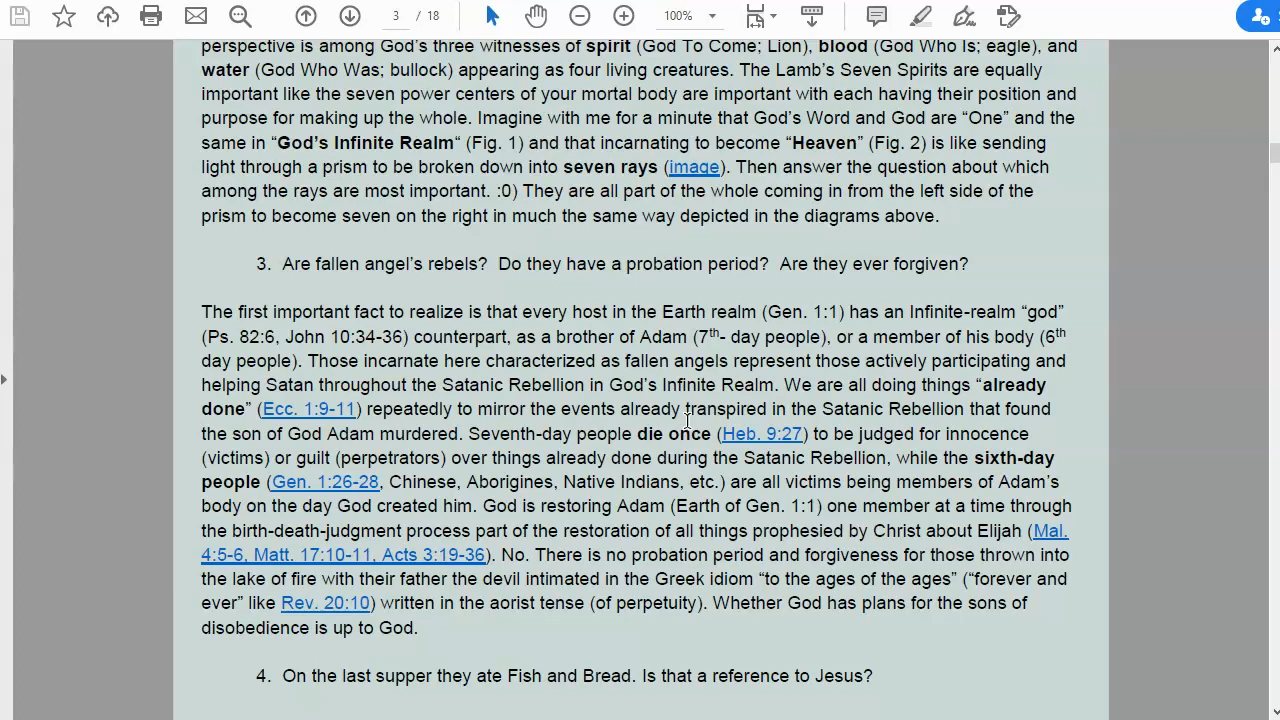 3 / 18 100%
perspective is among God’s three witnesses of spirit (God To Come; Lion), blood (God Who Is; eagle), and
water (God Who Was; bullock) appearing as four living creatures. The Lamb’s Seven Spirits are equally
important like the seven power centers of your mortal body are important with each having their position and
purpose for making up the whole. Imagine with me for a minute that God’s Word and God are “One” and the
same in “God’s Infinite Realm“ (Fig. 1) and that incarnating to become “Heaven” (Fig. 2) is like sending
light through a prism to be broken down into seven rays (image). Then answer the question about which
among the rays are most important. :0) They are all part of the whole coming in from the left side of the
prism to become seven on the right in much the same way depicted in the diagrams above.
3. Are fallen angel’s rebels? Do they have a probation period? Are they ever forgiven?
The first important fact to realize is that every host in the Earth realm (Gen. 1:1) has an Infinite-realm “god”
(Ps. 82:6, John 10:34-36) counterpart, as a brother of Adam (7th- day people), or a member of his body (6th
day people). Those incarnate here characterized as fallen angels represent those actively participating and
helping Satan throughout the Satanic Rebellion in God’s Infinite Realm. We are all doing things “already
done” (Ecc. 1:9-11) repeatedly to mirror the events already transpired in the Satanic Rebellion that found
the son of God Adam murdered. Seventh-day people die once (Heb. 9:27) to be judged for innocence
(victims) or guilt (perpetrators) over things already done during the Satanic Rebellion, while the sixth-day
people (Gen. 1:26-28, Chinese, Aborigines, Native Indians, etc.) are all victims being members of Adam’s
body on the day God created him. God is restoring Adam (Earth of Gen. 1:1) one member at a time through
the birth-death-judgment process part of the restoration of all things prophesied by Christ about Elijah (Mal.
4:5-6, Matt. 17:10-11, Acts 3:19-36). No. There is no probation period and forgiveness for those thrown into
the lake of fire with their father the devil intimated in the Greek idiom “to the ages of the ages” (“forever and
ever” like Rev. 20:10) written in the aorist tense (of perpetuity). Whether God has plans for the sons of
disobedience is up to God.
4. On the last supper they ate Fish and Bread. Is that a reference to Jesus?